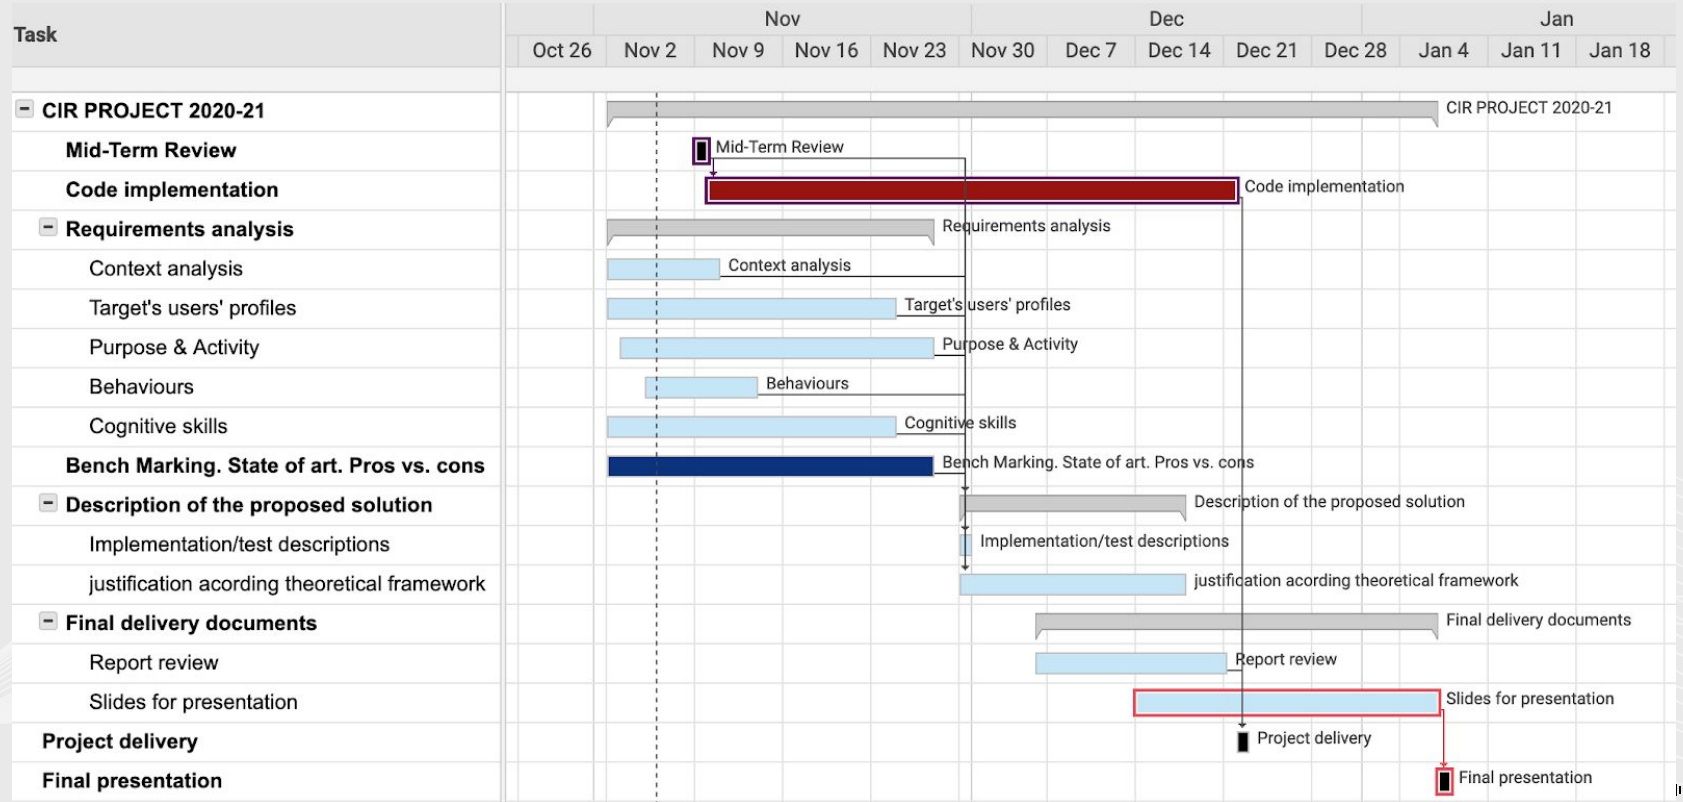 Task
Nov Dec Jan
Oct 26 Nov 2 Nov 9 Nov 16 Nov 23 Nov 30 Dec 7 Dec 14 Dec 21 Dec 28 Jan 4 Jan 11 Jan 18
CIR PROJECT 2020-21 CIR PROJECT 2020-21
Mid-Term Review Mid-Term Review
Code implementation Code implementation
Requirements analysis Requirements analysis
Context analysis Context analysis
Target's users' profiles Target's users' profiles
Purpose & Activity Purpose & Activity
Behaviours Behaviours
Cognitive skills Cognitive skills
Bench Marking. State of art. Pros vs. cons Bench Marking. State of art. Pros vs. cons
Description of the proposed solution Description of the proposed solution
Implementation/test descriptions Implementation/test descriptions
justification acording theoretical framework justification acording theoretical framework
Final delivery documents Final delivery documents
Report review Report review
Slides for presentation Slides for presentation
Project delivery Project delivery
Final presentation Final presentation